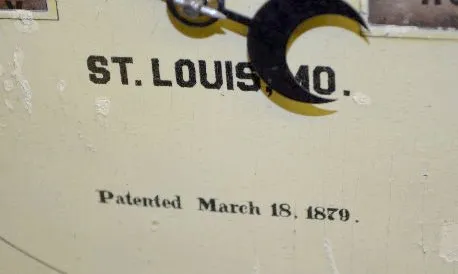 ST. LOUIS, MO.
Patented March 18, 1879.